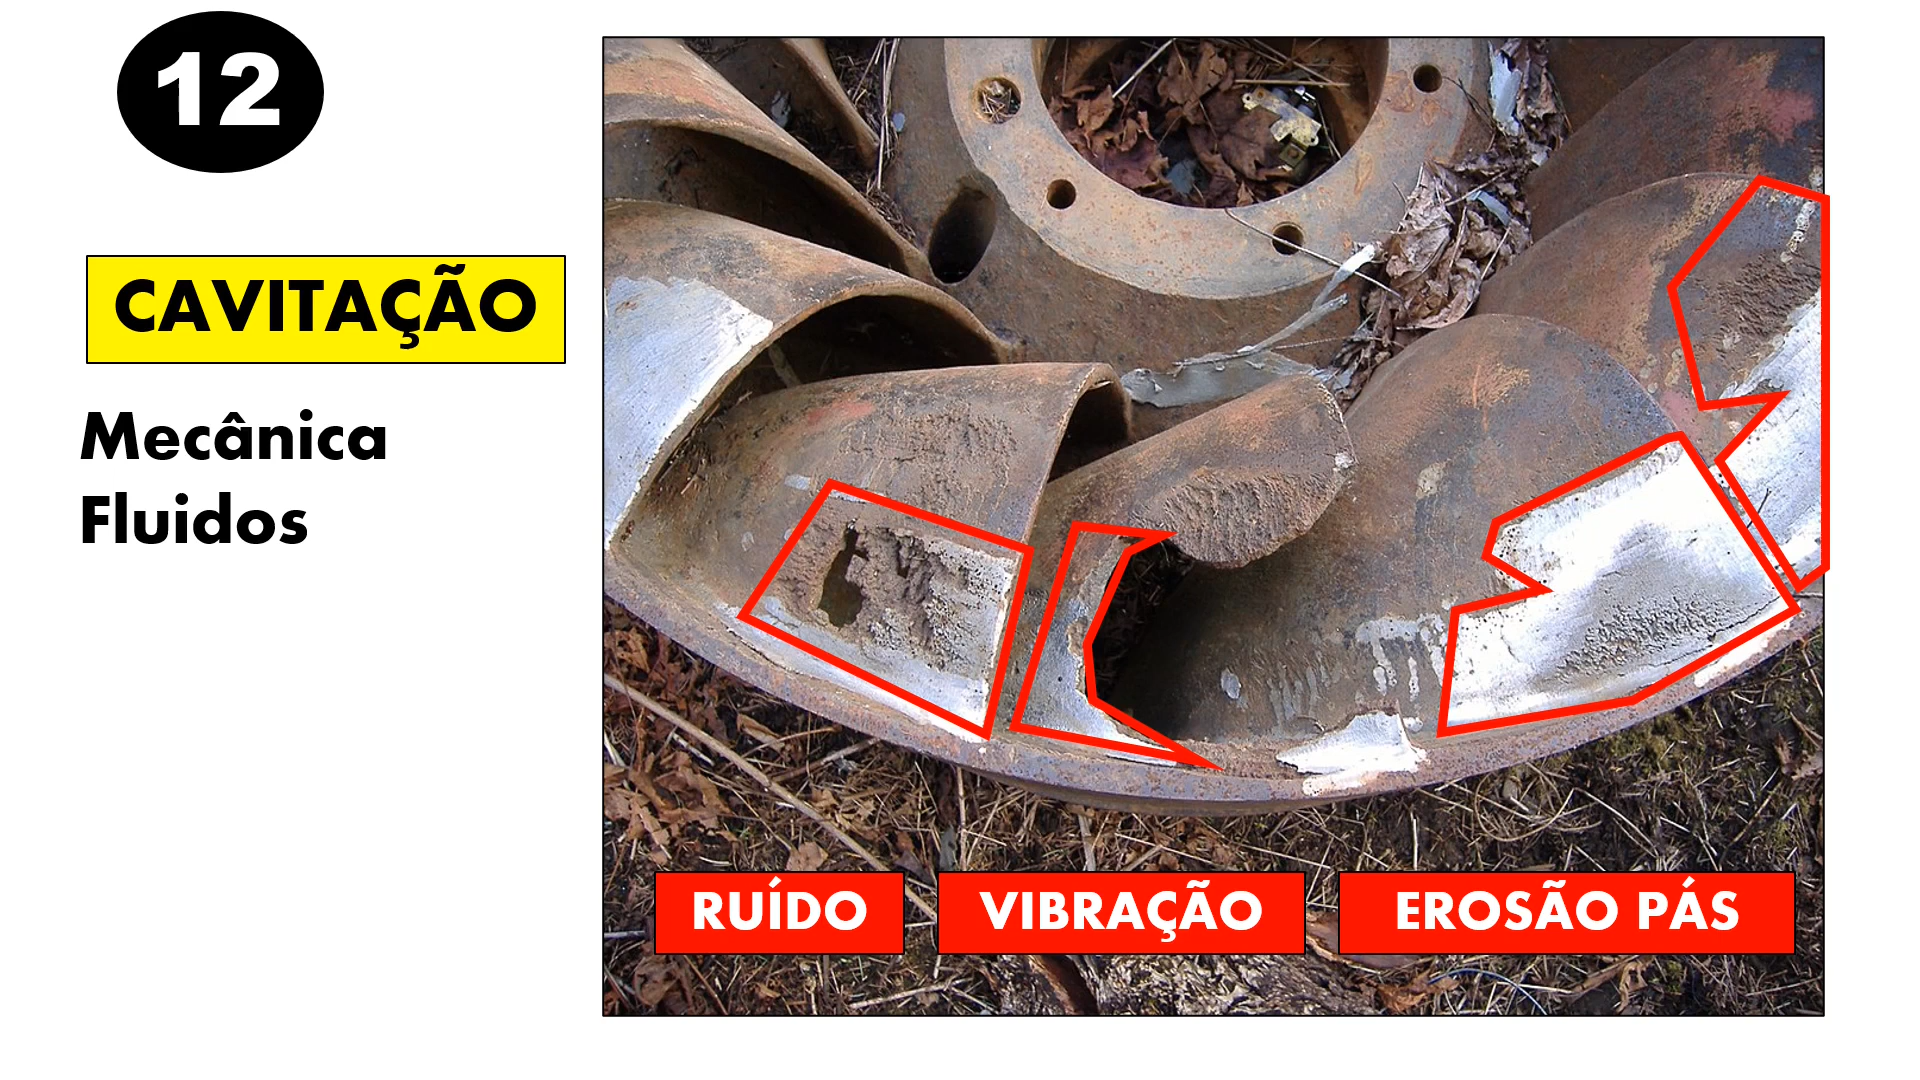 12
CAVITAÇÃO
Mecânica
Fluidos
RUÍDO
VIBRAÇÃO
EROSÃO PÁS